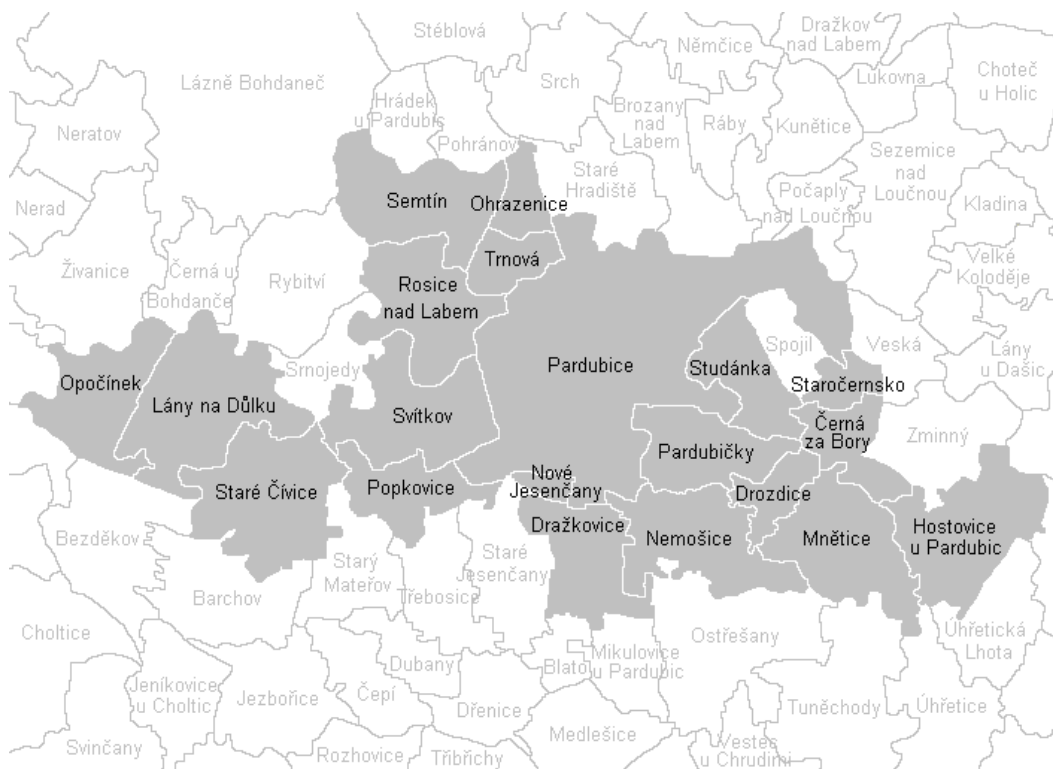 Stéblová
Němčice
Dražkov
nad Labem
Lázně Bohdaneč
Srch
Lukovna
Choteč
u Holic
Hrádek
u Pardubic
Brozany
nad
Labem
Ráby
Kunětice
Neratov
Pohránov
Staré
Hradiště
Sezemice
nad
Loučnou
Počaply
nad Loučnou
Kladina
Nerad
Semtín
Ohrazenice
Živanice
Černá u
Bohdanče
Rybitví
Trnová
Velké
Koloděje
Rosice
nad Labem
Srnojedy
Pardubice
Spojil
Veská
Lány
u Dašic
Opočínek
Studánka
Staročernsko
Lány na Důlku
Svítkov
Černá
za Bory
Zminný
Pardubičky
Staré Čívice
Popkovice
Nové
Jesenčany
Drozdice
Dražkovice
Nemošice
Mnětice
Hostovice
u Pardubic
Bezděkov
Starý
Mateřov
Staré
Jesenčany
Barchov
Třebosice
Choltice
Ostřešany
Úhřetická
Lhota
Dubany
Blato
Mikulovice
u Pardubic
Jeníkovice
u Choltic
Jezbořice
Čepí
Dřenice
Tuněchody
Úhřetice
Medlešice
Svinčany
Rozhovice
Třibřichy
Vestec
u Chrudimi